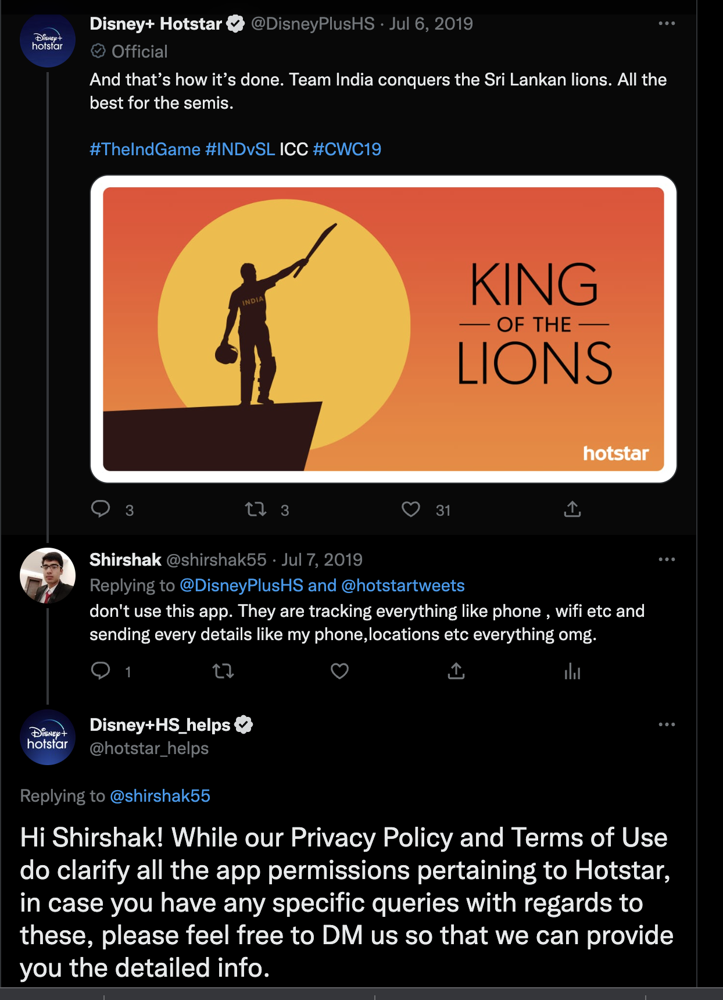 Disney+ hotstar
Disney+ Hotstar @DisneyPlusHS · Jul 6, 2019
Official
And that’s how it’s done. Team India conquers the Sri Lankan lions. All the
best for the semis.
#TheIndGame #INDvSL ICC #CWC19
INDIA
KING
OF THE
LIONS
hotstar
3 3 31
Shirshak @shirshak55 · Jul 7, 2019
Replying to @DisneyPlusHS and @hotstartweets
don't use this app. They are tracking everything like phone , wifi etc and
sending every details like my phone,locations etc everything omg.
1
Disney+ hotstar
Disney+HS_helps
@hotstar_helps
Replying to @shirshak55
Hi Shirshak! While our Privacy Policy and Terms of Use
do clarify all the app permissions pertaining to Hotstar,
in case you have any specific queries with regards to
these, please feel free to DM us so that we can provide
you the detailed info.